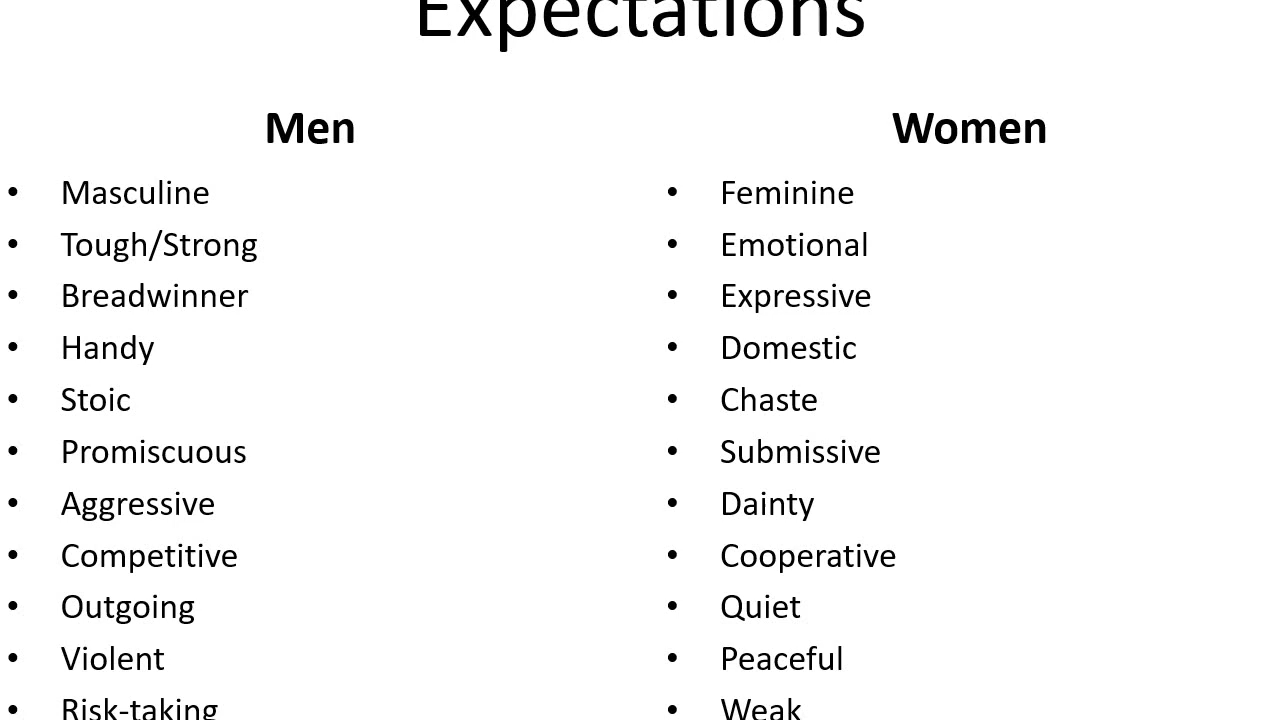 Expectations
Men
• Masculine
• Tough/Strong
• Breadwinner
• Handy
• Stoic
• Promiscuous
• Aggressive
• Competitive
• Outgoing
• Violent
• Risk-taking
Women
• Feminine
• Emotional
• Expressive
• Domestic
• Chaste
• Submissive
• Dainty
• Cooperative
• Quiet
• Peaceful
• Weak